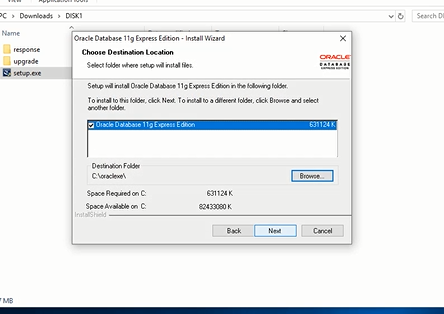 View
Application Tools
PC > Downloads > DISK1
Search DI
Name
response
upgrade
setup.exe
Oracle Database 11g Express Edition - Install Wizard
Choose Destination Location
Select folder where setup will install files.
ORACLE
DATABASE
EXPRESS EDITION
Setup will install Oracle Database 11g Express Edition in the following folder.
To install to this folder, click Next. To install to a different folder, click Browse and select
another folder.
Oracle Database 11g Express Edition 631124 K
Destination Folder
C:\oraclexe\
Browse...
Space Required on C: 631124 K
Space Available on C: 82433080 K
InstallShield
Back
Next
Cancel
MB